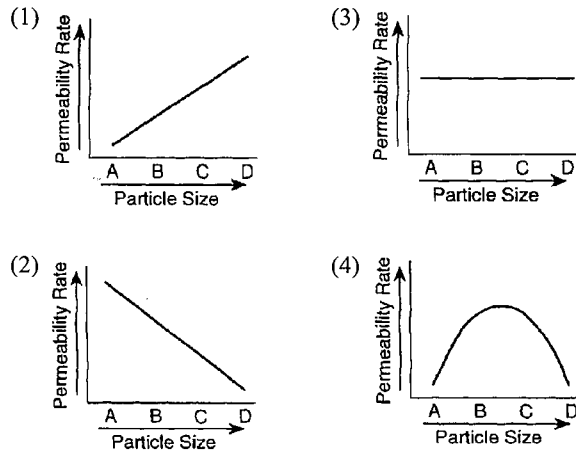 (1)
Permeability Rate
A B C D
Particle Size
(3)
Permeability Rate
A B C D
Particle Size
(2)
Permeability Rate
A B C D
Particle Size
(4)
Permeability Rate
A B C D
Particle Size